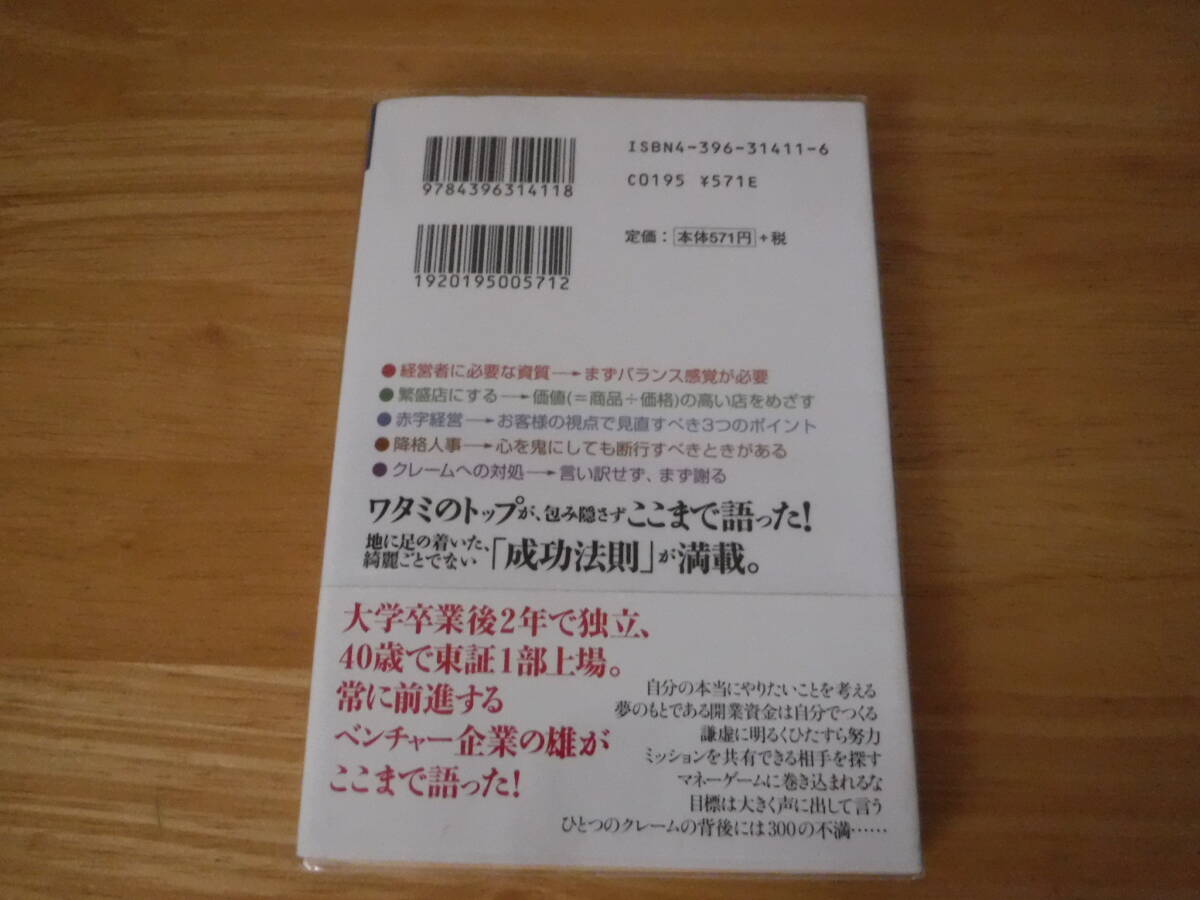 ISBN4-396-31411-6
9784396314118
C0195 ¥571E
定価：本体571円+税
1920195005712
●経営者に必要な資質→まずバランス感覚が必要
●繁盛店にする→価値(=商品÷価格)の高い店をめざす
●赤字経営→お客様の視点で見直すべき3つのポイント
●降格人事→心を鬼にしても断行すべきときがある
●クレームへの対処→言い訳せず、まず謝る
ワタミのトップが、包み隠さずここまで語った!
地に足の着いた、
綺麗ごとでない「成功法則」が満載。
大学卒業後2年で独立、
40歳で東証1部上場。
常に前進する
ベンチャー企業の雄が
ここまで語った!
自分の本当にやりたいことを考える
夢のもとである開業資金は自分でつくる
謙虚に明るくひたすら努力
ミッションを共有できる相手を探す
マネーゲームに巻き込まれるな
目標は大きく声に出して言う
ひとつのクレームの背後には300の不満……